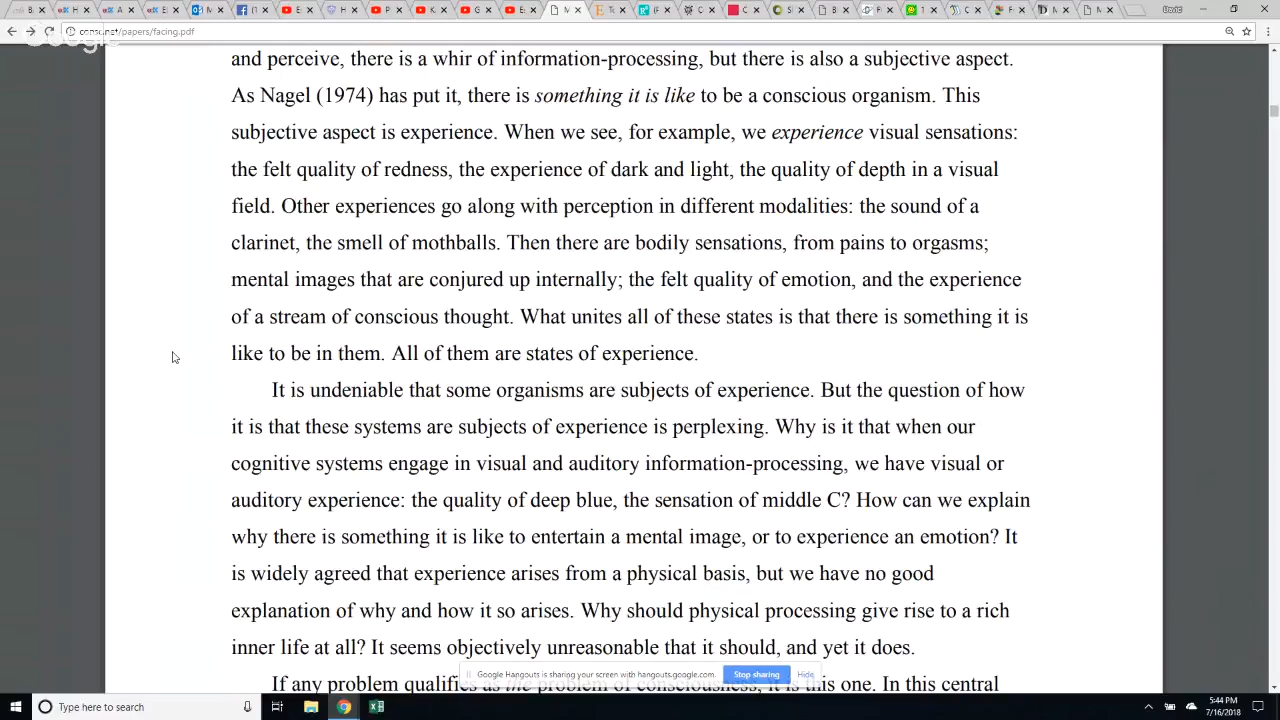 consc.net/papers/facing.pdf
and perceive, there is a whir of information-processing, but there is also a subjective aspect.
As Nagel (1974) has put it, there is something it is like to be a conscious organism. This
subjective aspect is experience. When we see, for example, we experience visual sensations:
the felt quality of redness, the experience of dark and light, the quality of depth in a visual
field. Other experiences go along with perception in different modalities: the sound of a
clarinet, the smell of mothballs. Then there are bodily sensations, from pains to orgasms;
mental images that are conjured up internally; the felt quality of emotion, and the experience
of a stream of conscious thought. What unites all of these states is that there is something it is
like to be in them. All of them are states of experience.
It is undeniable that some organisms are subjects of experience. But the question of how
it is that these systems are subjects of experience is perplexing. Why is it that when our
cognitive systems engage in visual and auditory information-processing, we have visual or
auditory experience: the quality of deep blue, the sensation of middle C? How can we explain
why there is something it is like to entertain a mental image, or to experience an emotion? It
is widely agreed that experience arises from a physical basis, but we have no good
explanation of why and how it so arises. Why should physical processing give rise to a rich
inner life at all? It seems objectively unreasonable that it should, and yet it does.
Google Hangouts is sharing your screen with hangouts.google.com. Stop sharing Hide
If any problem qualifies as the problem of consciousness, it is this one. In this central
Type here to search
5:44 PM
7/16/2018